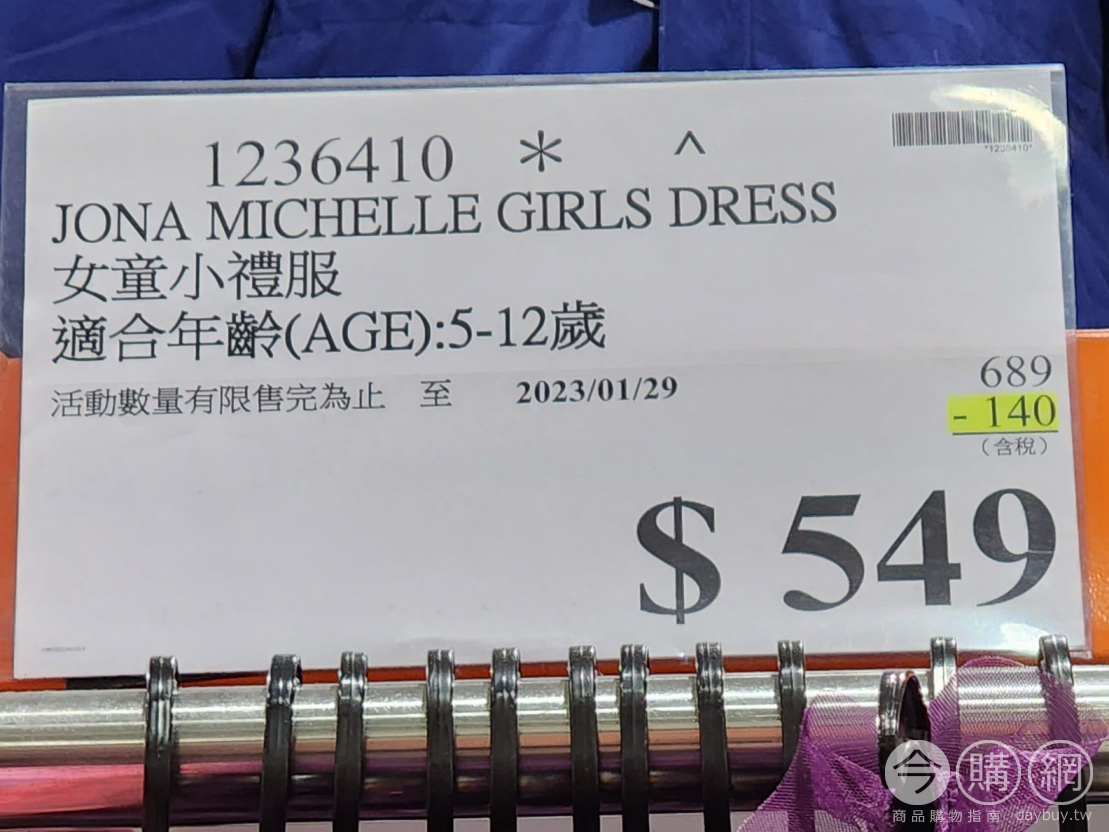 1236410 * ^
*1236410*
JONA MICHELLE GIRLS DRESS
女童小禮服
適合年齡(AGE):5-12歲
活動數量有限售完為止 至 2023/01/29
689
- 140
(含稅)
$ 549
今購網
商品購物指南 daybuy.tw